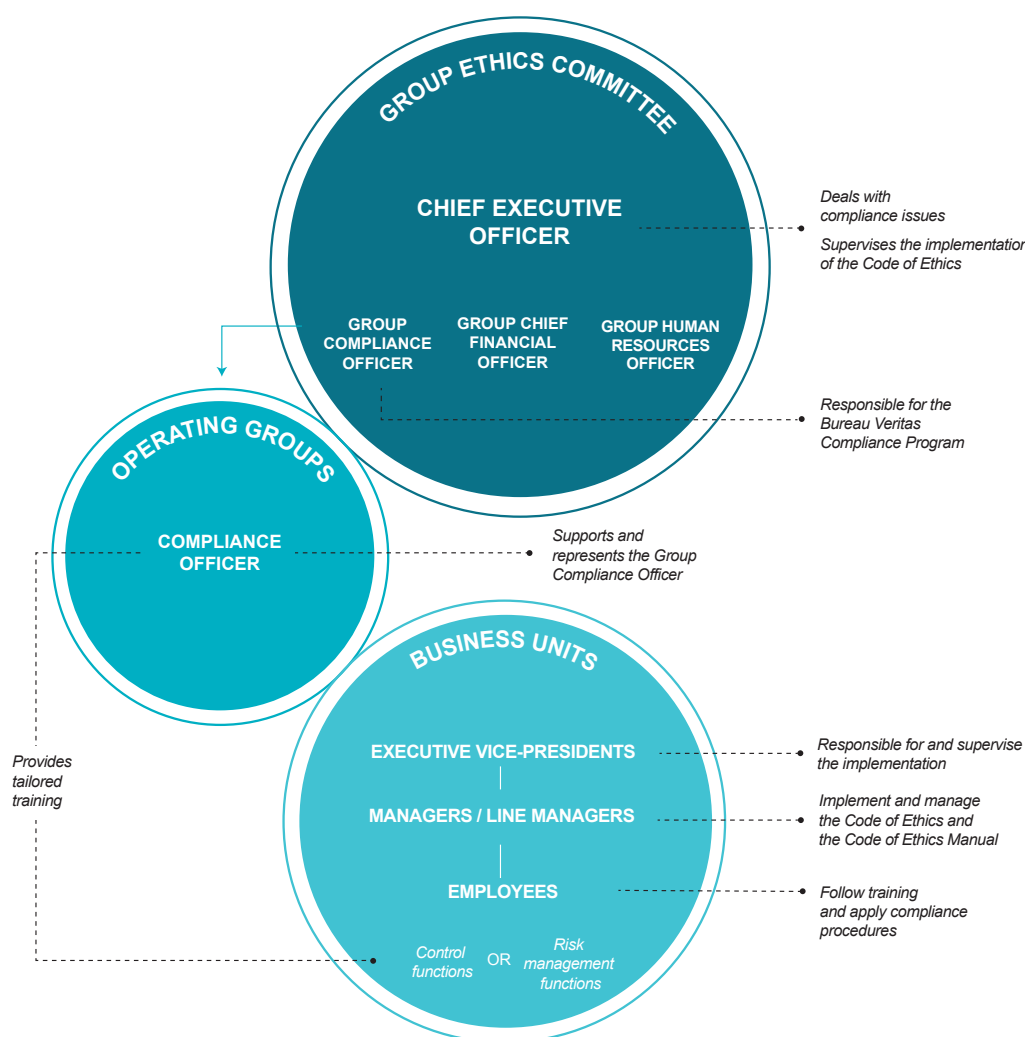 GROUP ETHICS COMMITTEE
CHIEF EXECUTIVE
OFFICER
Deals with
compliance issues
Supervises the implementation
of the Code of Ethics
GROUP
COMPLIANCE
OFFICER
GROUP CHIEF
FINANCIAL
OFFICER
GROUP HUMAN
RESOURCES
OFFICER
Responsible for the
Bureau Veritas
Compliance Program
OPERATING GROUPS
COMPLIANCE
OFFICER
Supports and
represents the Group
Compliance Officer
BUSINESS UNITS
EXECUTIVE VICE-PRESIDENTS
Responsible for and supervise
the implementation
Provides
tailored
training
MANAGERS / LINE MANAGERS
Implement and manage
the Code of Ethics and
the Code of Ethics Manual
EMPLOYEES
Follow training
and apply compliance
procedures
Control
functions
OR
Risk
management
functions